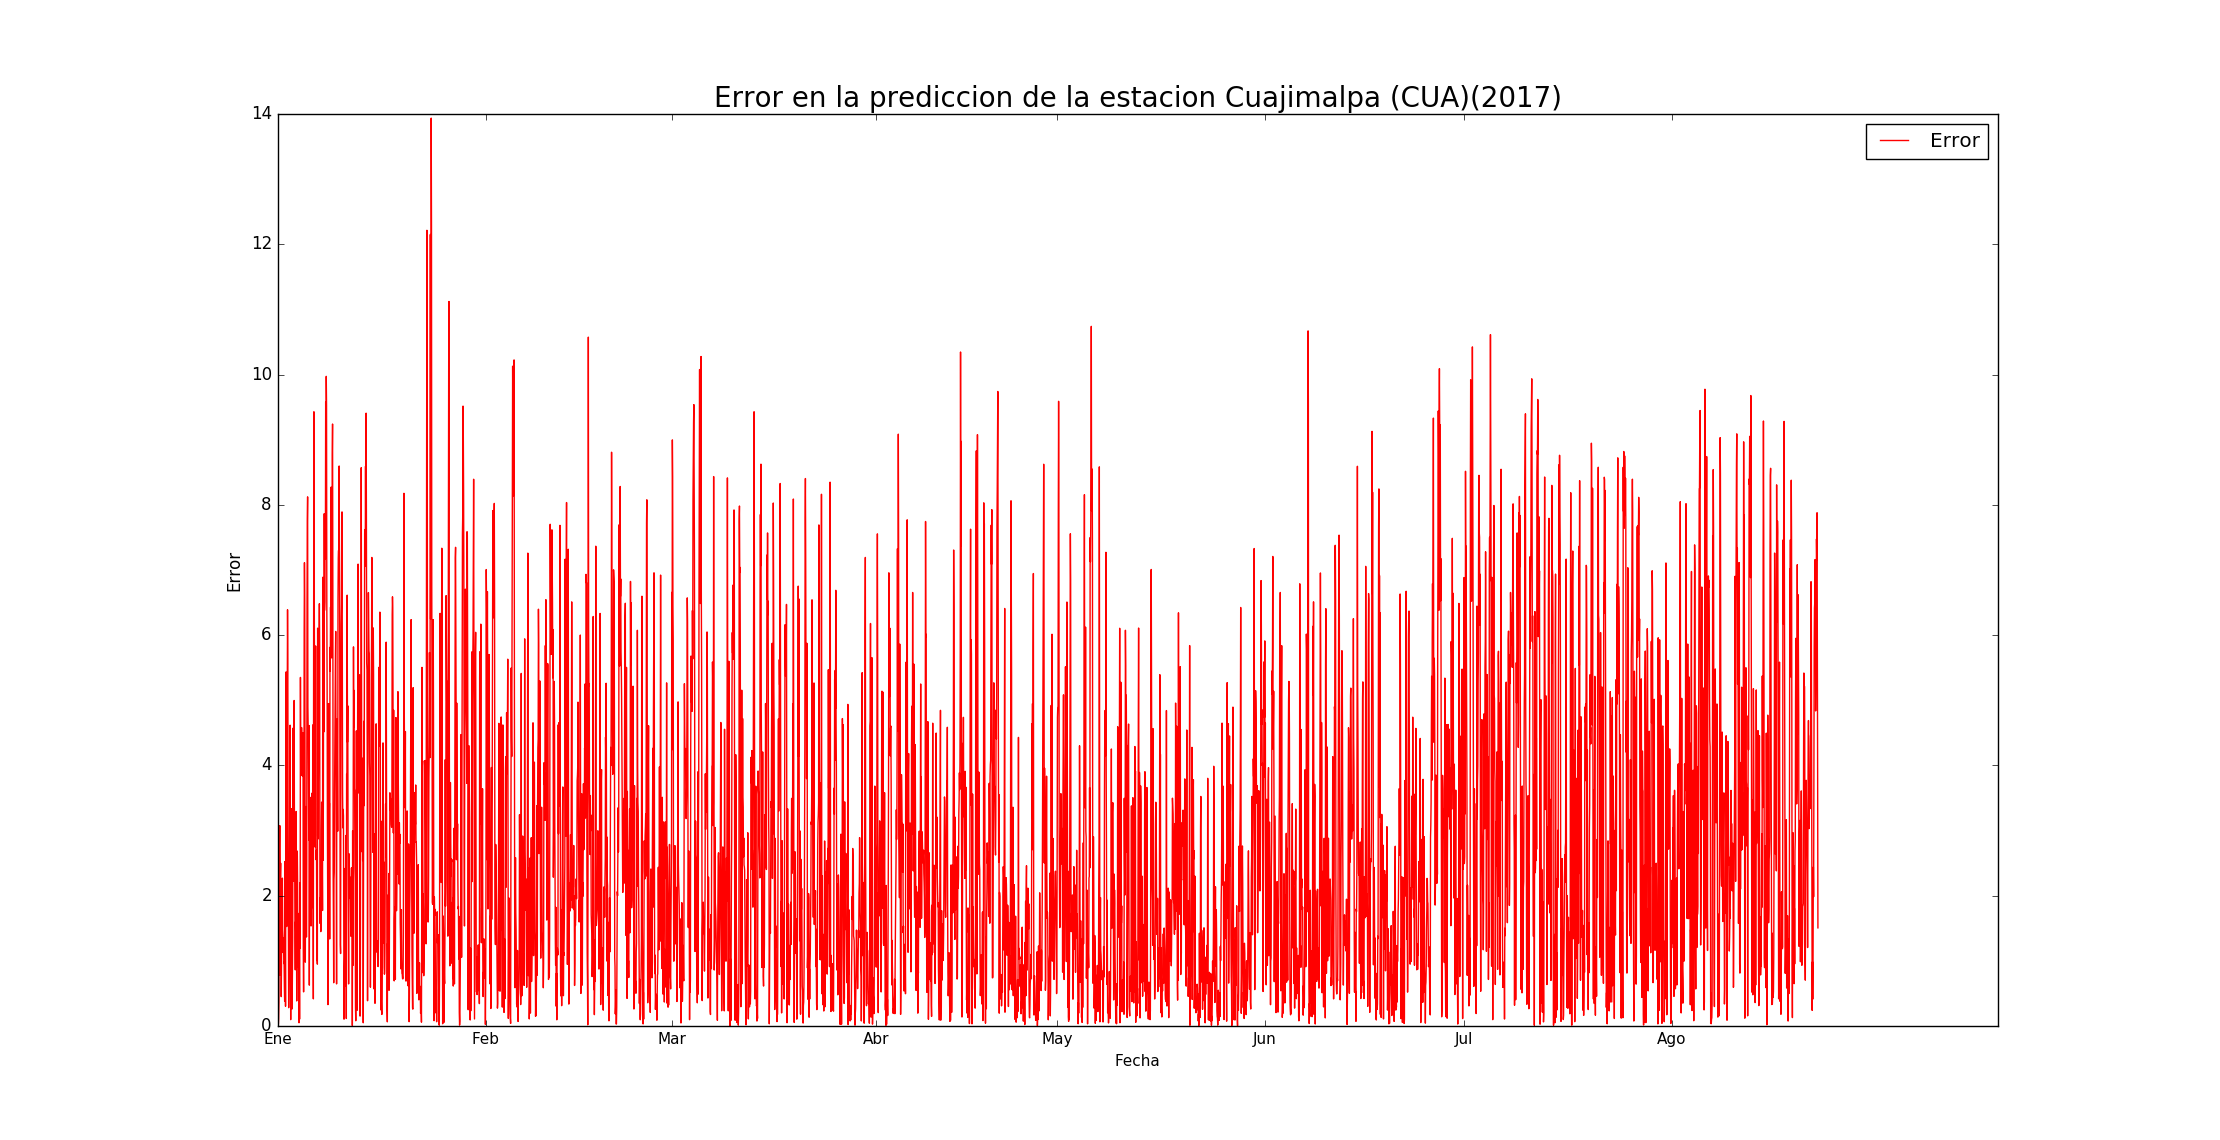 Error en la prediccion de la estacion Cuajimalpa (CUA)(2017)
Error
14
12
10
8
6
4
2
0
Error
Ene Feb Mar Abr May Jun Jul Ago
Fecha